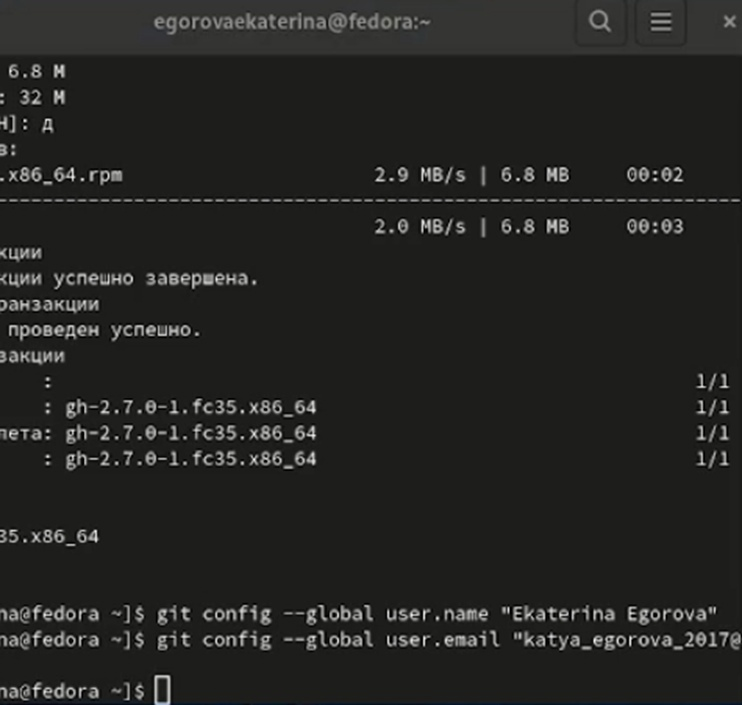 egorovaekaterina@fedora:~
6.8 M
: 32 M
Н]: д
в:
.x86_64.rpm 2.9 MB/s | 6.8 MB 00:02
--------------------------------------------------------------------------------
2.0 MB/s | 6.8 MB 00:03
кции
кции успешно завершена.
ранзакции
проведен успешно.
закции
: 1/1
: gh-2.7.0-1.fc35.x86_64 1/1
лета: gh-2.7.0-1.fc35.x86_64 1/1
: gh-2.7.0-1.fc35.x86_64 1/1
35.x86_64
na@fedora ~]$ git config --global user.name "Ekaterina Egorova"
na@fedora ~]$ git config --global user.email "katya_egorova_2017@
na@fedora ~]$